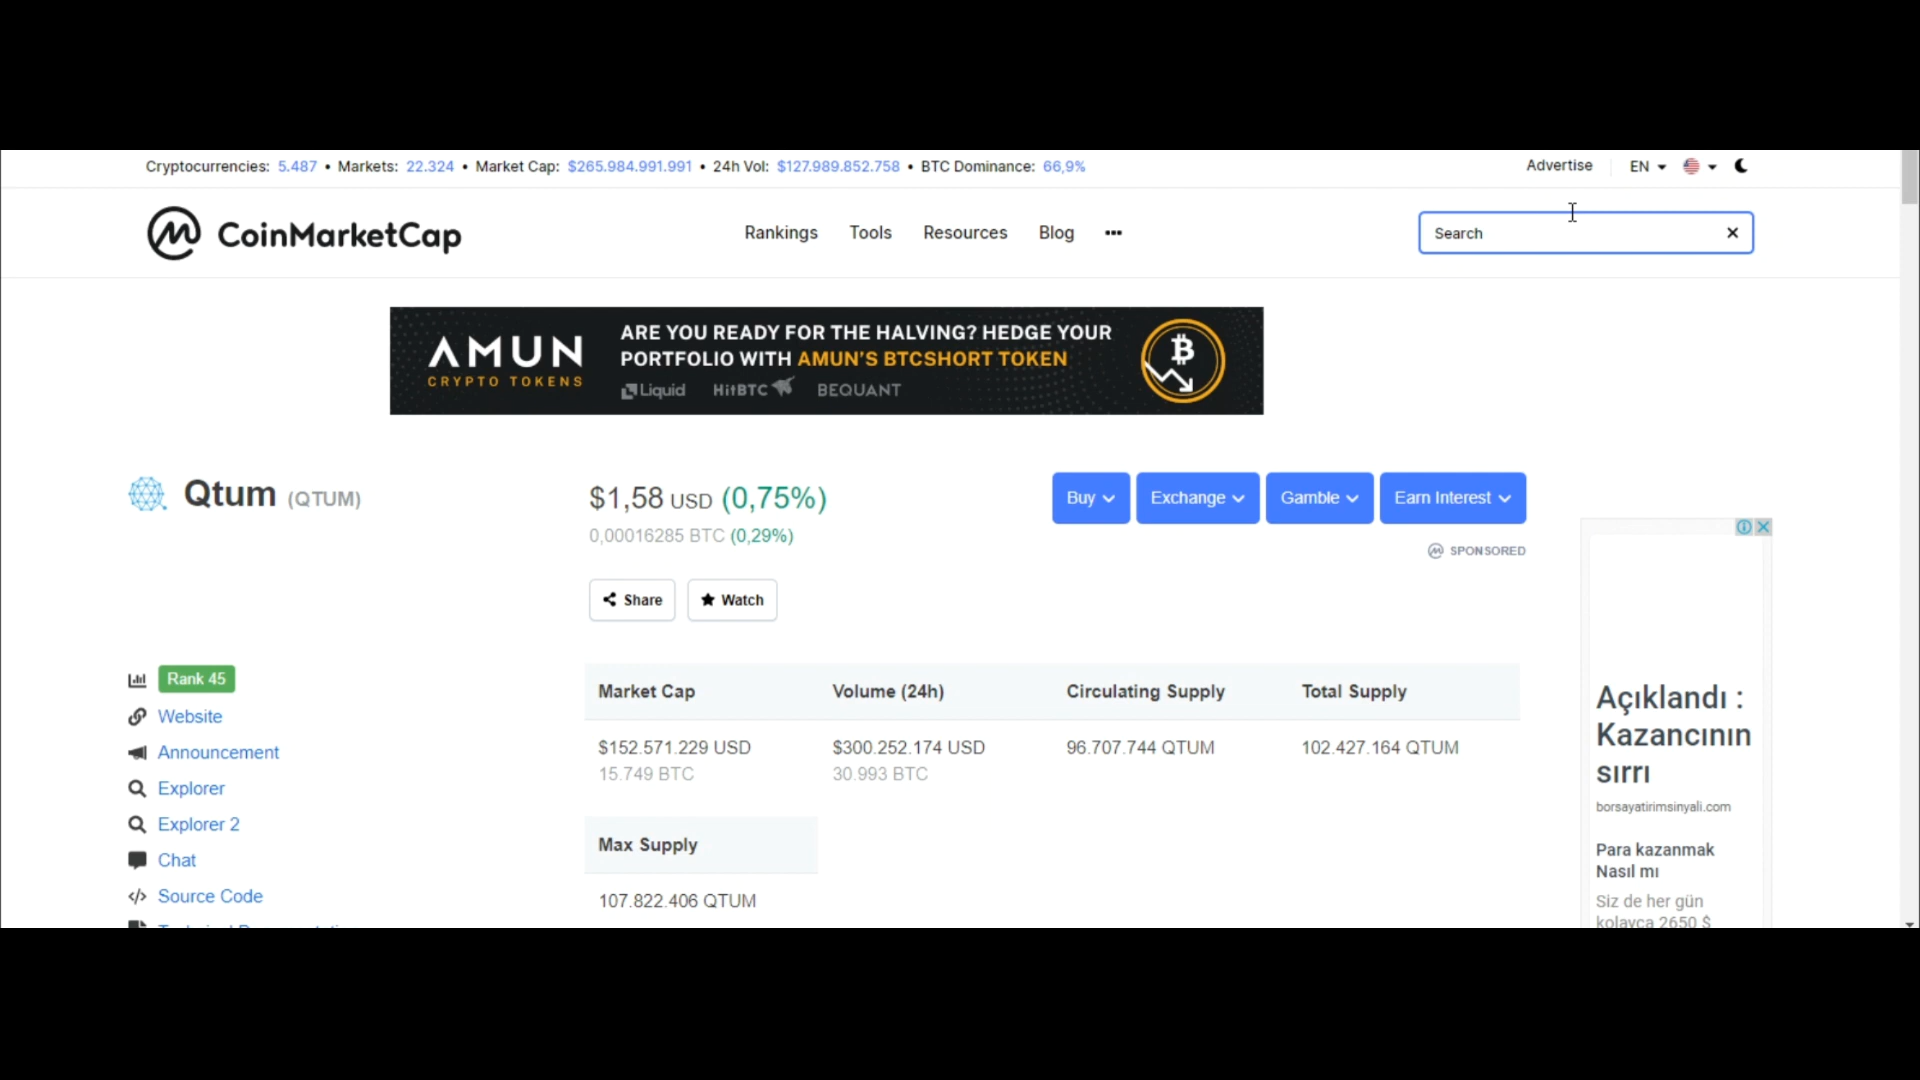 Cryptocurrencies: 5.487 • Markets: 22.324 • Market Cap: $265.984.991.991 • 24h Vol: $127.989.852.758 • BTC Dominance: 66,9%
Advertise EN
CoinMarketCap
Rankings Tools Resources Blog •••
Search
AMUN
CRYPTO TOKENS
ARE YOU READY FOR THE HALVING? HEDGE YOUR
PORTFOLIO WITH AMUN'S BTCSHORT TOKEN
Liquid HitBTC BEQUANT
Qtum (QTUM)
$1,58 USD (0,75%)
0,00016285 BTC (0,29%)
Buy Exchange Gamble Earn Interest
SPONSORED
Share Watch
Rank 45
Website
Announcement
Explorer
Explorer 2
Chat
Source Code
Market Cap Volume (24h) Circulating Supply Total Supply
$152.571.229 USD $300.252.174 USD 96.707.744 QTUM 102.427.164 QTUM
15.749 BTC 30.993 BTC
Max Supply
107.822.406 QTUM
Açıklandı :
Kazancının
sırrı
borsayatirimsinyali.com
Para kazanmak
Nasıl mı
Siz de her gün
kolayca 2650 $